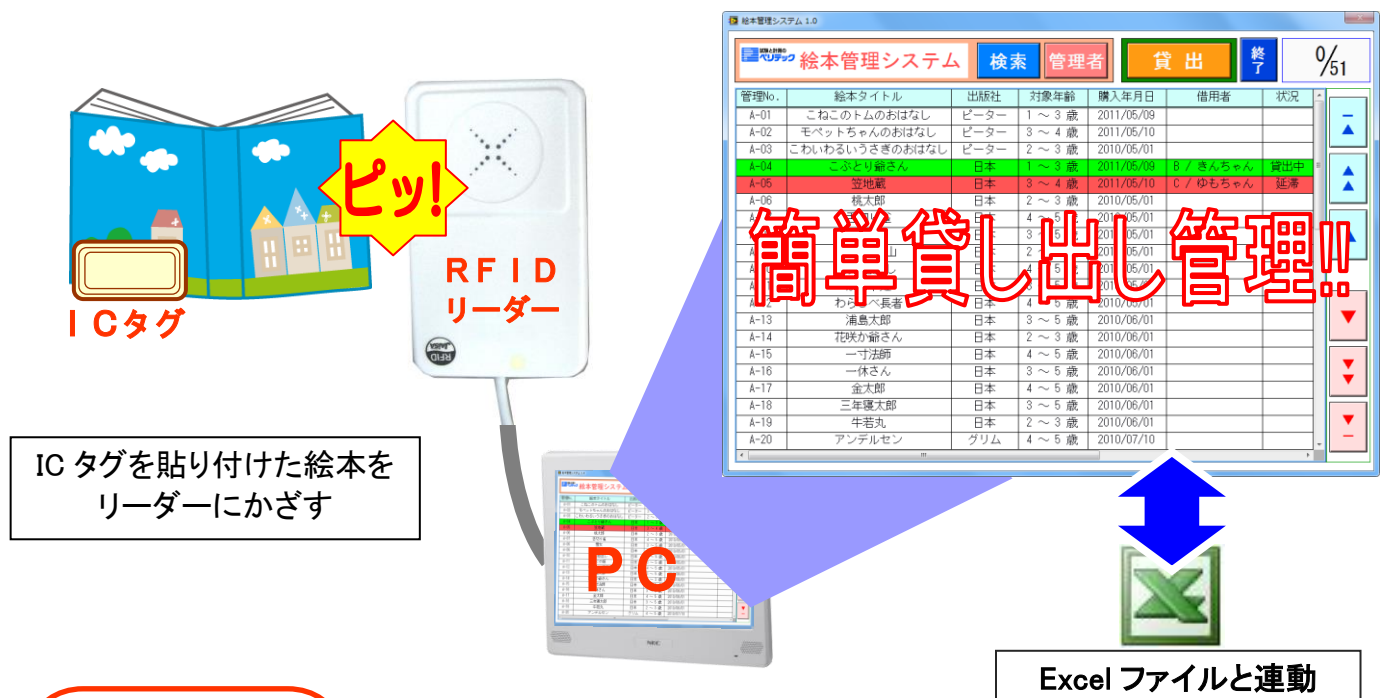 絵本管理システム 1.0
試験と計測の
ペリテック
絵本管理システム 検索 管理者 貸出 終了 0/51
管理No. 絵本タイトル 出版社 対象年齢 購入年月日 借用者 状況
A-01 こねこのトムのおはなし ピーター 1 ～ 3 歳 2011/05/09
A-02 モペットちゃんのおはなし ピーター 3 ～ 4 歳 2011/05/10
A-03 こわいわるいうさぎのおはなし ピーター 2 ～ 3 歳 2010/05/01
A-04 こぶとり爺さん 日本 1 ～ 3 歳 2011/05/09 B / きんちゃん 貸出中
A-05 笠地蔵 日本 3 ～ 4 歳 2011/05/10 C / ゆもちゃん 延滞
A-06 桃太郎 日本 2 ～ 3 歳 2010/05/01
簡単貸し出し管理!!
わらしべ長者 日本
A-13 浦島太郎 日本 3 ～ 5 歳 2010/06/01
A-14 花咲か爺さん 日本 2 ～ 3 歳 2010/06/01
A-15 一寸法師 日本 4 ～ 5 歳 2010/06/01
A-16 一休さん 日本 3 ～ 5 歳 2010/06/01
A-17 金太郎 日本 4 ～ 5 歳 2010/06/01
A-18 三年寝太郎 日本 3 ～ 5 歳 2010/06/01
A-19 牛若丸 日本 2 ～ 3 歳 2010/06/01
A-20 アンデルセン グリム 4 ～ 5 歳 2010/07/10
ピッ!
RFID
リーダー
ICタグ
RFID
IC タグを貼り付けた絵本を
リーダーにかざす
絵本管理システム
PC
NEC
Excel ファイルと連動